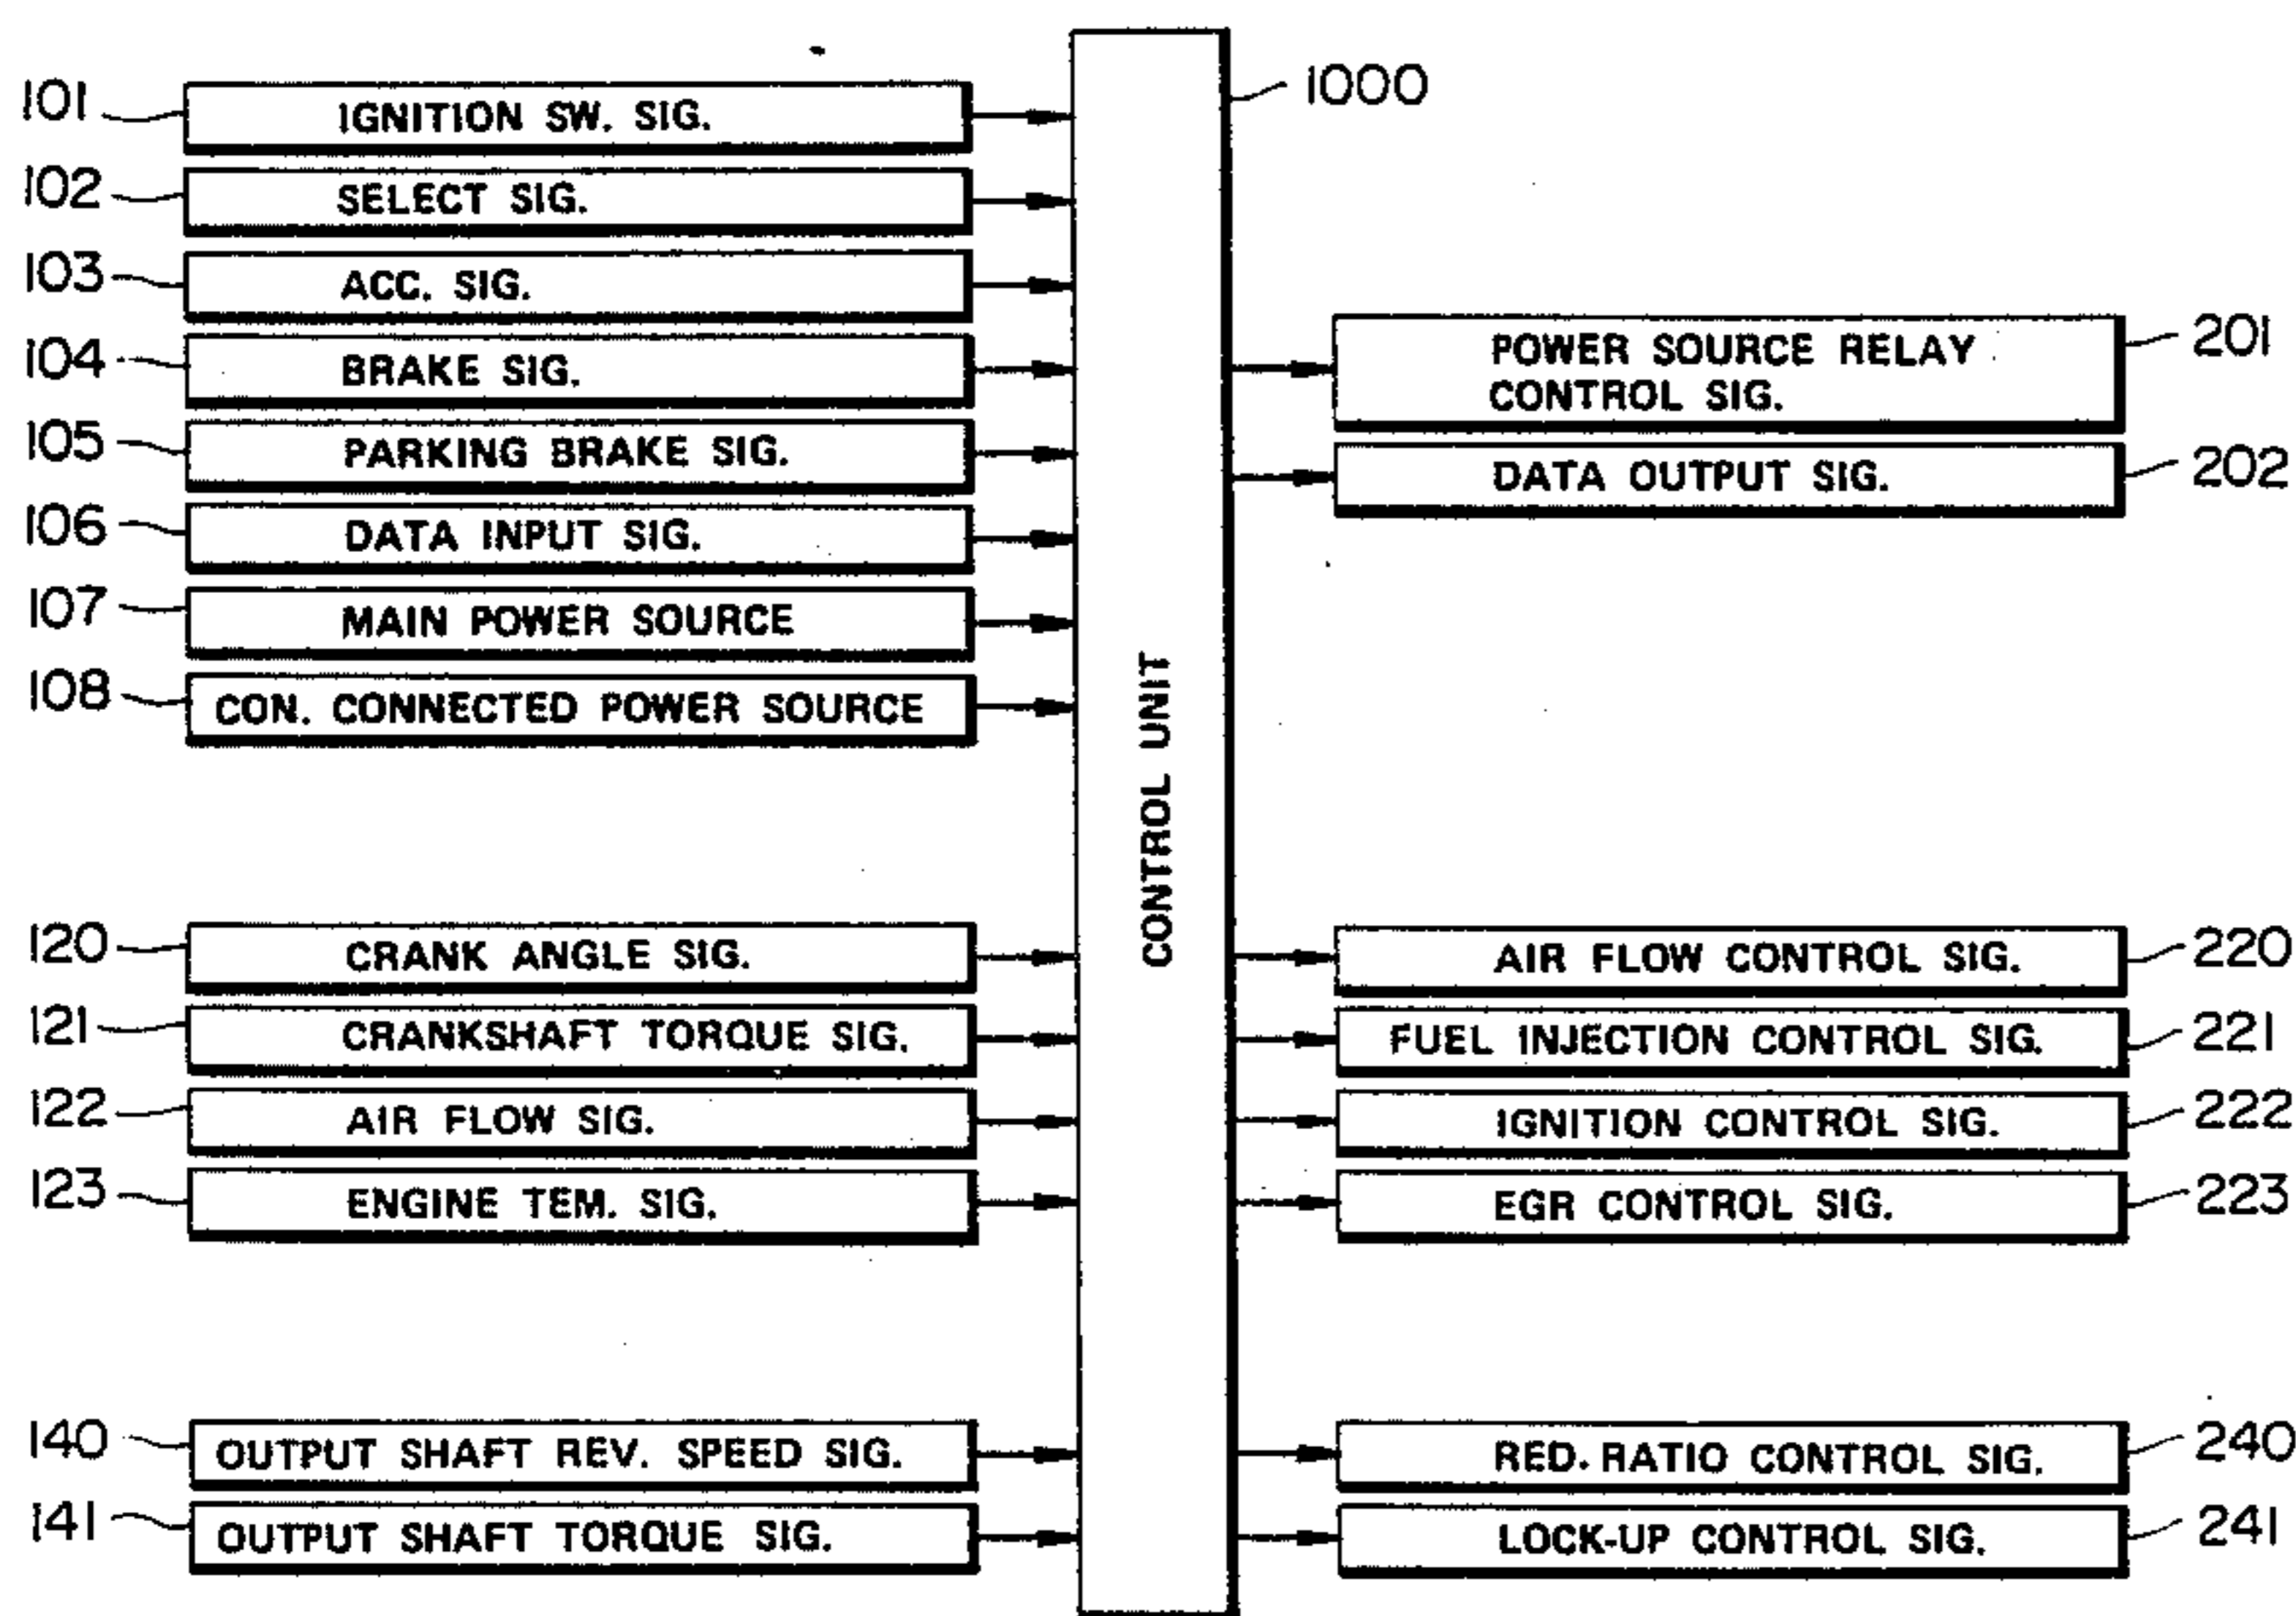 101 IGNITION SW. SIG.
102 SELECT SIG.
103 ACC. SIG.
104 BRAKE SIG.
105 PARKING BRAKE SIG.
106 DATA INPUT SIG.
107 MAIN POWER SOURCE
108 CON. CONNECTED POWER SOURCE
120 CRANK ANGLE SIG.
121 CRANKSHAFT TORQUE SIG.
122 AIR FLOW SIG.
123 ENGINE TEM. SIG.
140 OUTPUT SHAFT REV. SPEED SIG.
141 OUTPUT SHAFT TORQUE SIG.
CONTROL UNIT
1000
POWER SOURCE RELAY
CONTROL SIG.
201
DATA OUTPUT SIG. 202
AIR FLOW CONTROL SIG. 220
FUEL INJECTION CONTROL SIG. 221
IGNITION CONTROL SIG. 222
EGR CONTROL SIG. 223
RED. RATIO CONTROL SIG. 240
LOCK-UP CONTROL SIG. 241